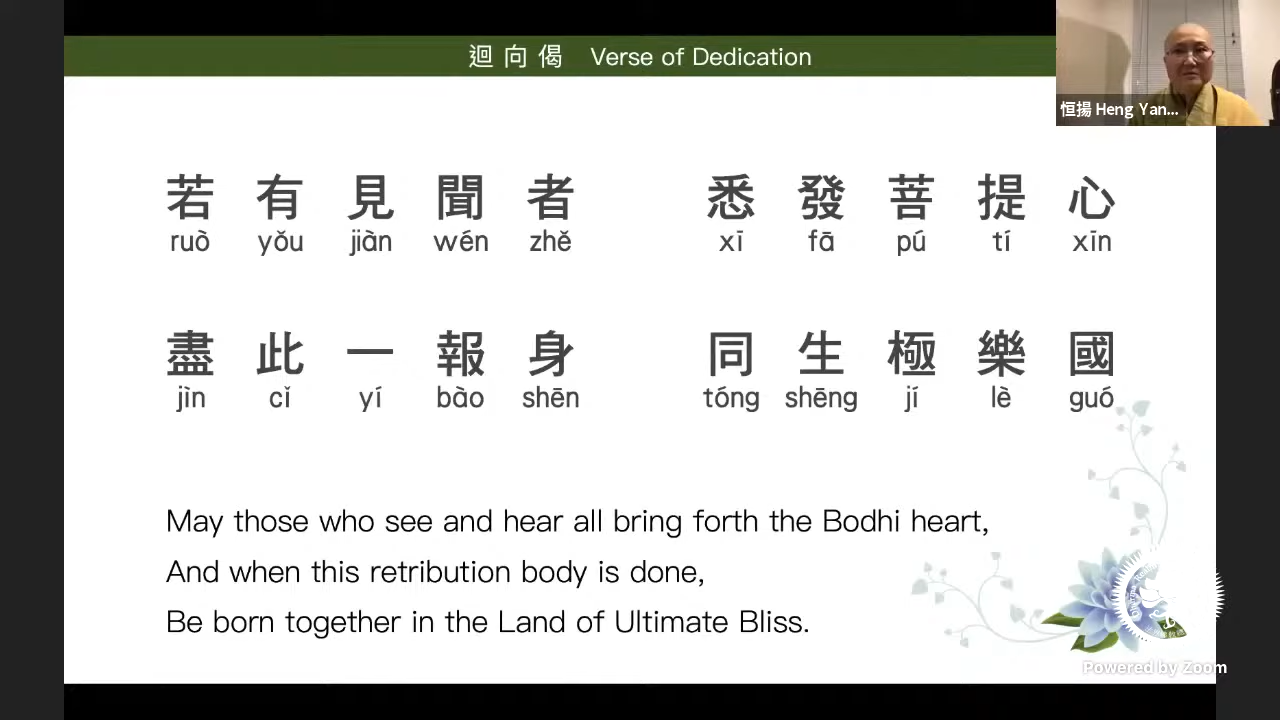 迴向偈 Verse of Dedication
恒揚 Heng Yan...
若有見聞者 悉發菩提心
ruò yǒu jiàn wén zhě xī fā pú tí xīn
盡此一報身 同生極樂國
jìn cǐ yí bào shēn tóng shēng jí lè guó
May those who see and hear all bring forth the Bodhi heart,
And when this retribution body is done,
Be born together in the Land of Ultimate Bliss.
Powered by Zoom